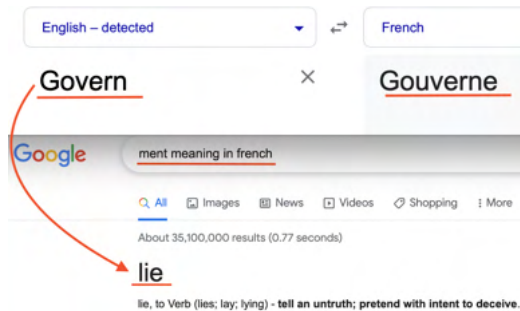 English – detected
French
Govern
Gouverne
Google
ment meaning in french
All Images News Videos Shopping More
About 35,100,000 results (0.77 seconds)
lie
lie, to Verb (lies; lay; lying) - tell an untruth; pretend with intent to deceive.